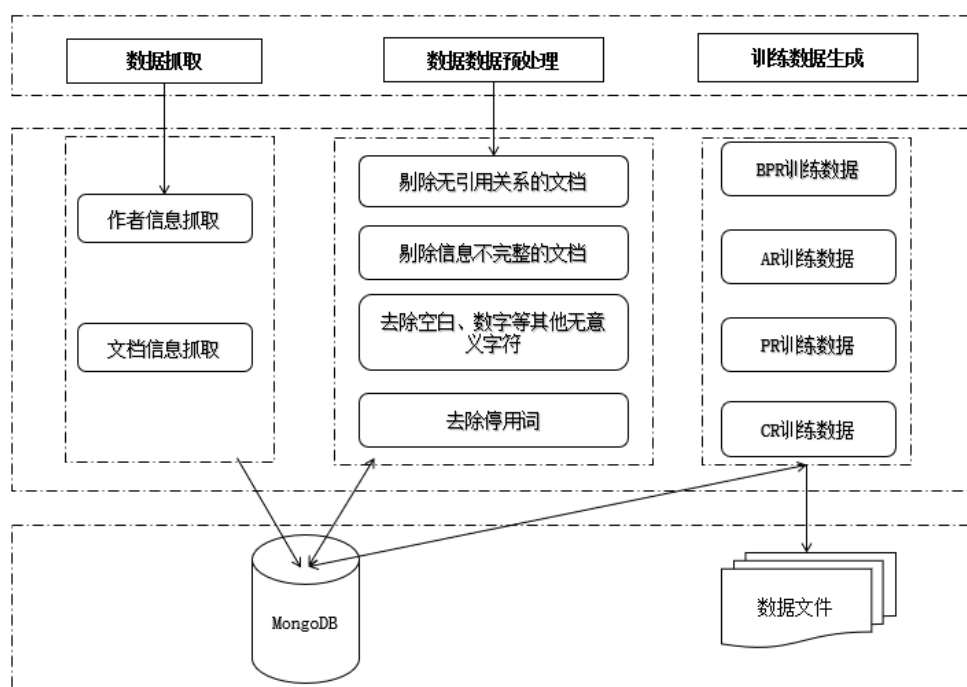 数据抓取
数据数据预处理
训练数据生成
作者信息抓取
文档信息抓取
剔除无引用关系的文档
剔除信息不完整的文档
去除空白、数字等其他无意
义字符
去除停用词
BPR训练数据
AR训练数据
PR训练数据
CR训练数据
MongoDB
数据文件